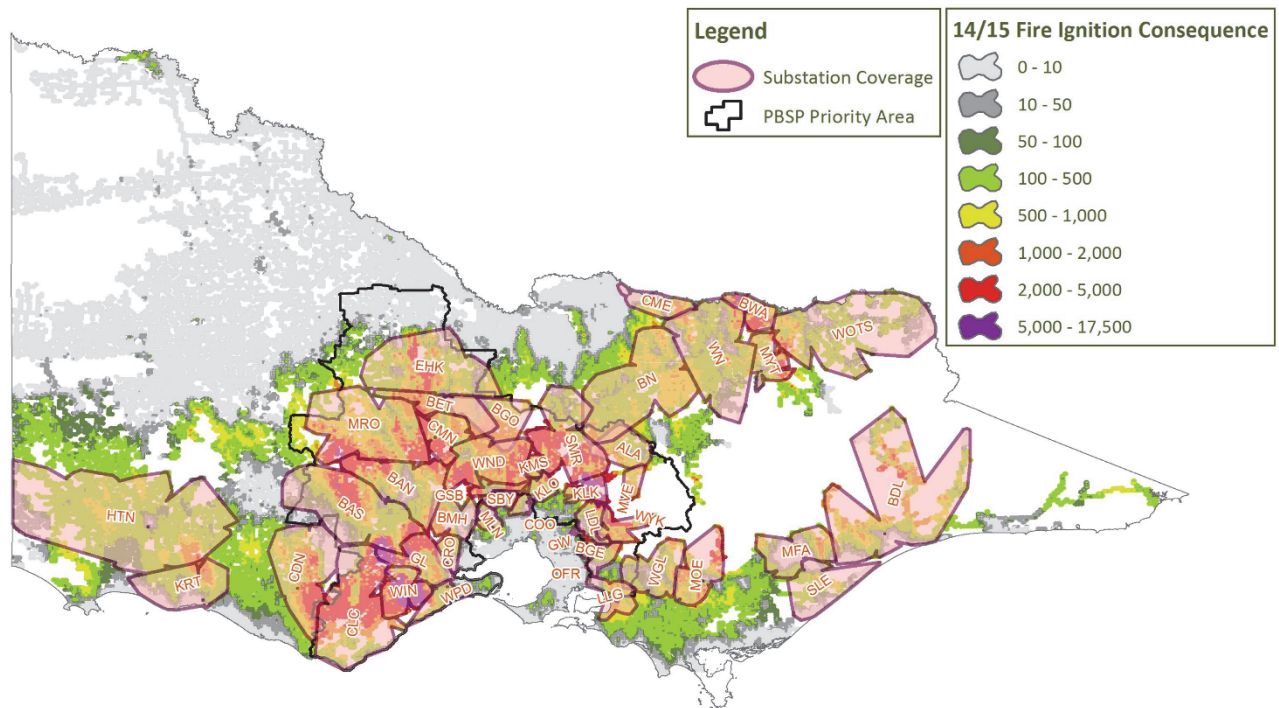 Legend
Substation Coverage
PBSP Priority Area
14/15 Fire Ignition Consequence
0 - 10
10 - 50
50 - 100
100 - 500
500 - 1,000
1,000 - 2,000
2,000 - 5,000
5,000 - 17,500
CME
BWA
WOTS
WN
MYT
EHK
BN
BET
BGO
MRO
CMN
SMR
ALA
WND
KMS
BAN
KLO
KLK
MWE
GSB
SBY
BAS
BMH
MLN
LDL
WYK
COO
HTN
GW
BGE
BDL
CRO
GL
MFA
CDN
OFR
WGL
MOE
KRT
WIN
WPD
LLG
SLE
CLC